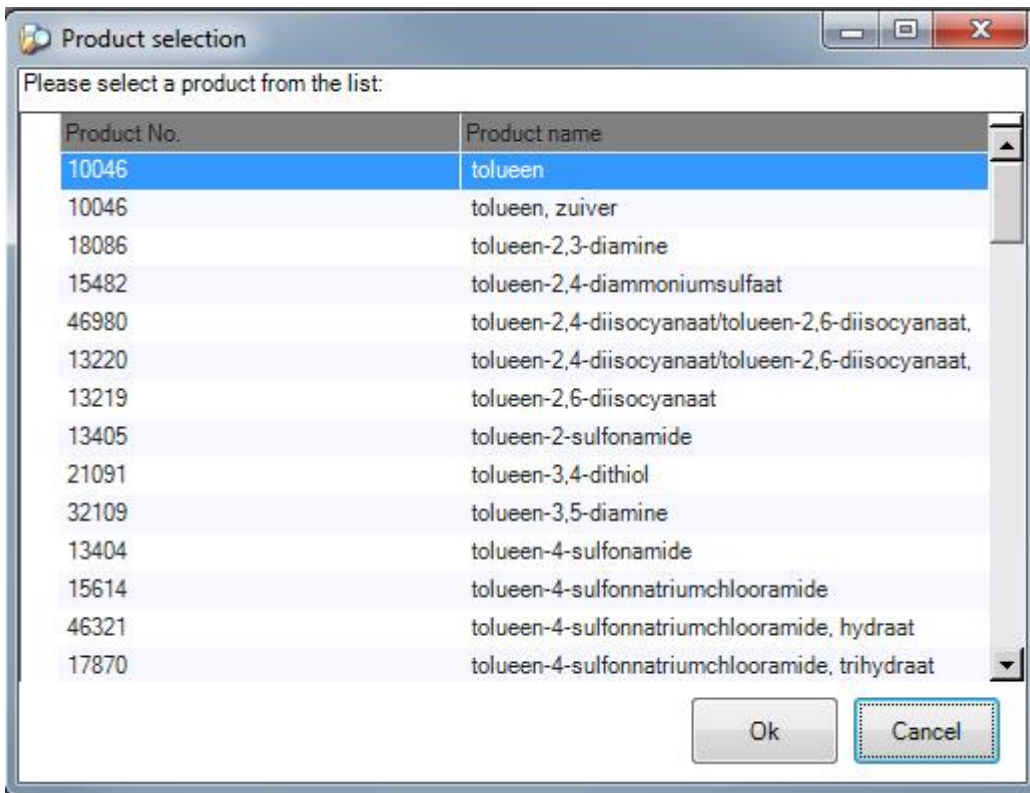 Product selection
Please select a product from the list:
Product No. Product name
10046 tolueen
10046 tolueen, zuiver
18086 tolueen-2,3-diamine
15482 tolueen-2,4-diammoniumsulfaat
46980 tolueen-2,4-diisocyanaat/tolueen-2,6-diisocyanaat,
13220 tolueen-2,4-diisocyanaat/tolueen-2,6-diisocyanaat,
13219 tolueen-2,6-diisocyanaat
13405 tolueen-2-sulfonamide
21091 tolueen-3,4-dithiol
32109 tolueen-3,5-diamine
13404 tolueen-4-sulfonamide
15614 tolueen-4-sulfonnatriumchlooramide
46321 tolueen-4-sulfonnatriumchlooramide, hydraat
17870 tolueen-4-sulfonnatriumchlooramide, trihydraat
Ok Cancel